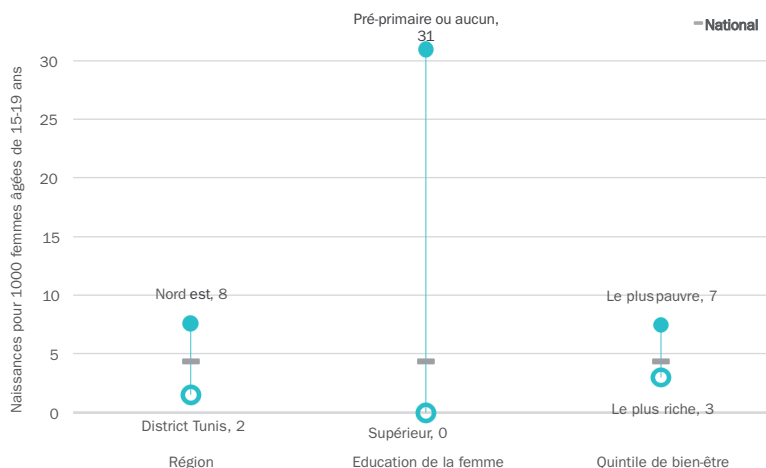 Pré-primaire ou aucun,
31
National
Naissances pour 1000 femmes âgées de 15-19 ans
30
25
20
15
10
5
0
Nord est, 8
Le plus pauvre, 7
District Tunis, 2
Supérieur, 0
Le plus riche, 3
Région
Education de la femme
Quintile de bien-être